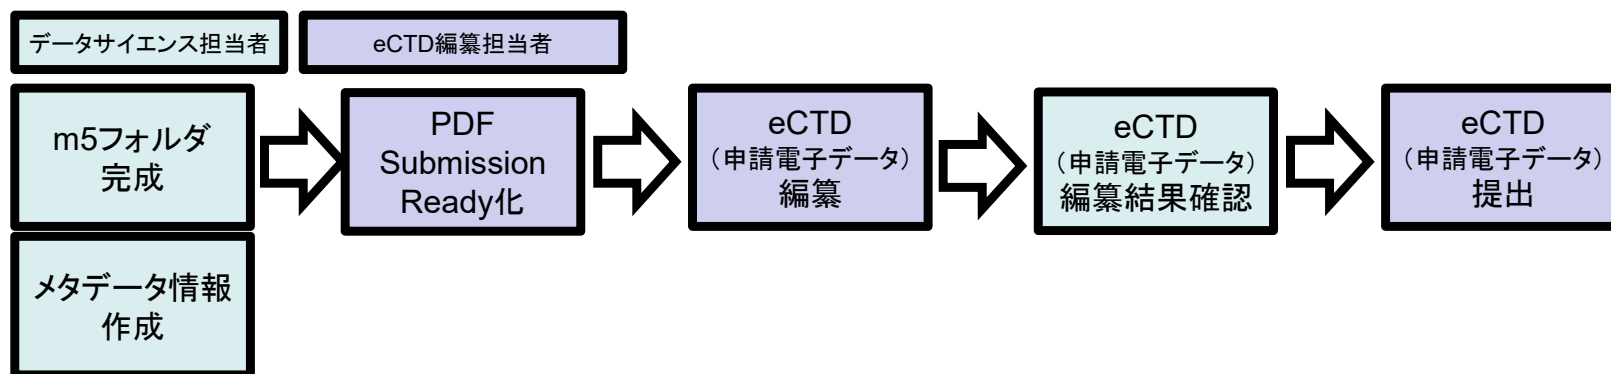 データサイエンス担当者
eCTD編纂担当者
m5フォルダ
完成
PDF
Submission
Ready化
eCTD
（申請電子データ）
編纂
eCTD
（申請電子データ）
編纂結果確認
eCTD
（申請電子データ）
提出
メタデータ情報
作成